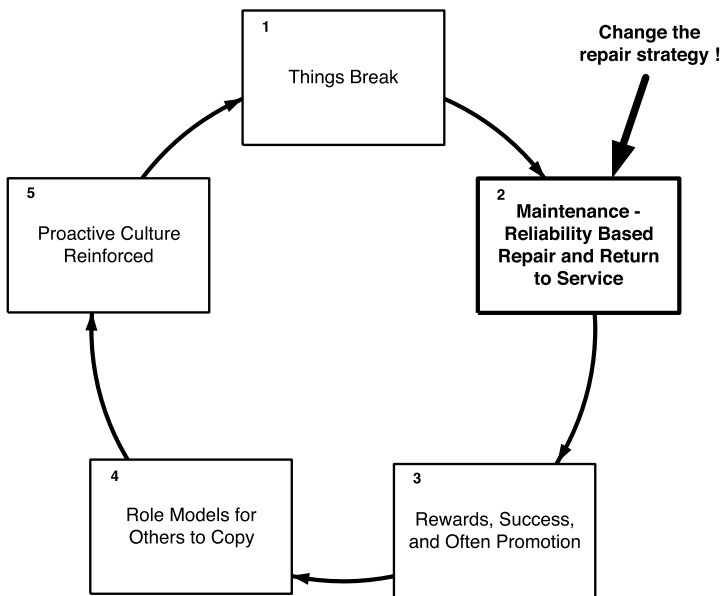 1
Things Break
Change the
repair strategy !
2
Maintenance -
Reliability Based
Repair and Return
to Service
3
Rewards, Success,
and Often Promotion
4
Role Models for
Others to Copy
5
Proactive Culture
Reinforced